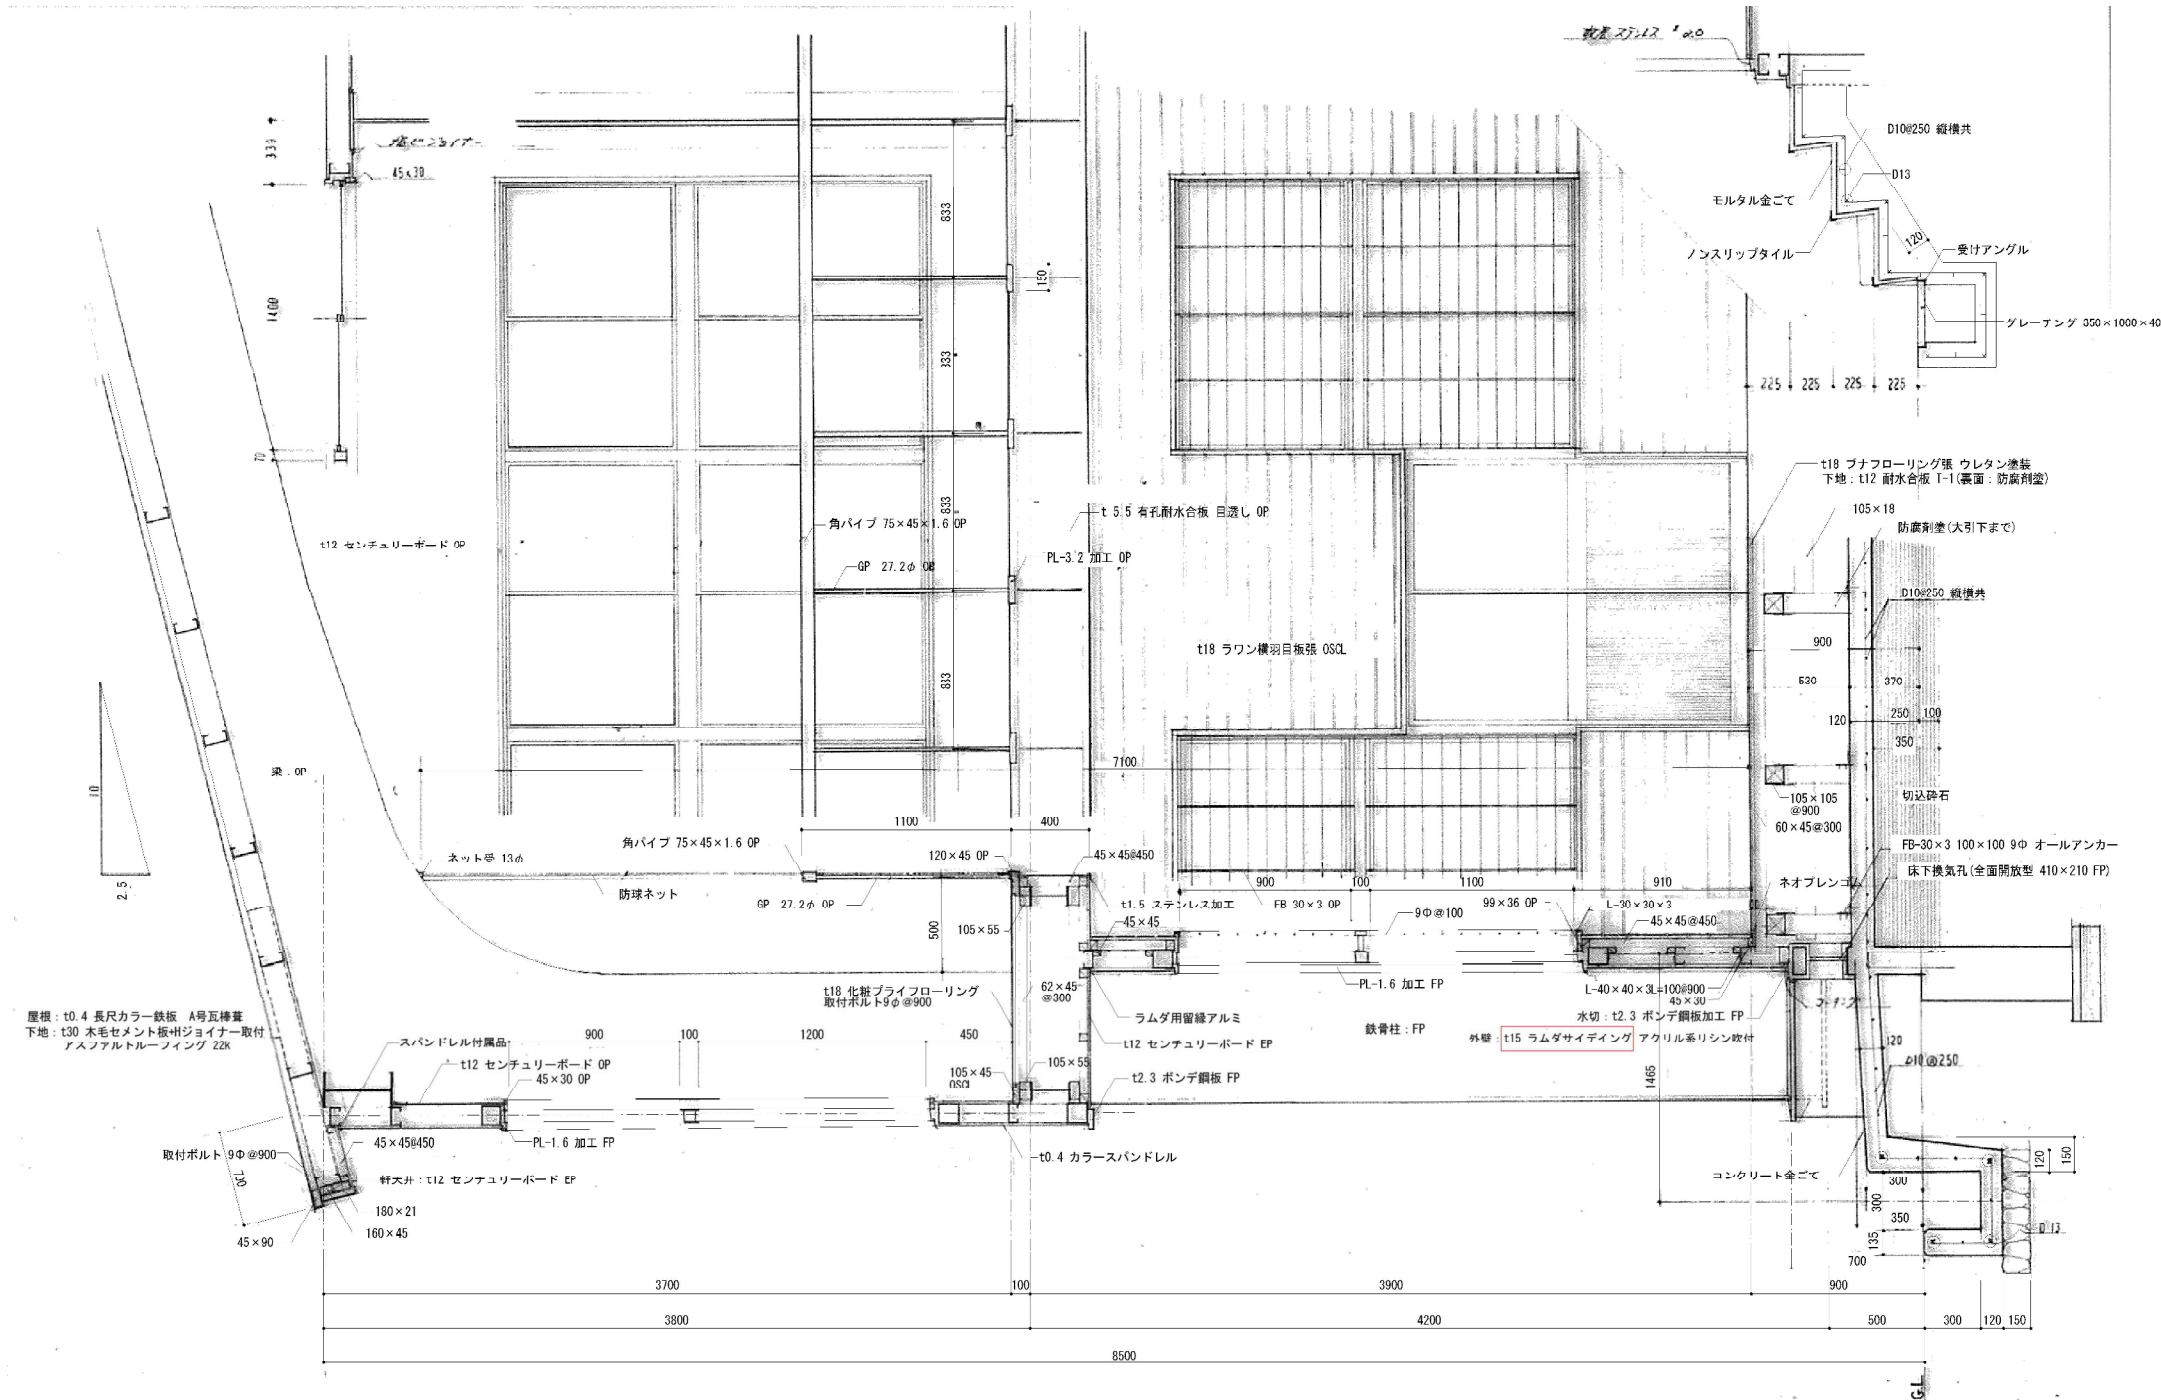 D10@250 縦横共
D13
モルタル金ごて
ノンスリップタイル
120
受けアングル
グレーチング 350×1000×40
225
225
225
225
339
45×30
1400
70
833
150
333
833
833
t12 センチュリーボード OP
角パイプ 75×45×1.6 OP
GP 27.2φ OP
t 5.5 有孔耐水合板 目透し OP
PL-3.2 加工 OP
t18 ラワン横羽目板張 OSCL
t18 ブナフローリング張 ウレタン塗装
下地：t12 耐水合板 T-1(裏面：防腐剤塗)
105×18
防腐剤塗(大引下まで)
D10@250 縦横共
900
630
370
120
250
100
350
切込砕石
105×105
@900
60×45@300
FB-30×3 100×100 9Φ オールアンカー
床下換気孔(全面開放型 410×210 FP)
ネオプレンゴム
10
2.5
梁．OP
7100
1100
400
ネット受 13φ
角パイプ 75×45×1.6 OP
防球ネット
GP 27.2φ OP
120×45 OP
45×45@450
105×55
500
t1.5 ステンレス加工
45×45
900
100
1100
910
FB 30×3 OP
9Φ@100
99×36 OP
L-30×30×3
45×45@450
t18 化粧プライフローリング
取付ボルト9φ@900
62×45
@300
PL-1.6 加工 FP
L-40×40×3L=100@900
45×30
水切：t2.3 ボンデ鋼板加工 FP
ラムダ用留縁アルミ
鉄骨柱：FP
外壁：t15 ラムダサイディング アクリル系リシン吹付
屋根：t0.4 長尺カラー鉄板 A号瓦棒葺
下地：t30 木毛セメント板+Hジョイナー取付
アスファルトルーフィング 22K
スパンドレル付属品
t12 センチュリーボード OP
45×30 OP
900
100
1200
450
t12 センチュリーボード EP
105×45
OSCL
105×55
t2.3 ボンデ鋼板 FP
1465
120
D10@250
取付ボルト 9Φ@900
45×45@450
PL-1.6 加工 FP
t0.4 カラースパンドレル
軒天井：t12 センチュリーボード EP
700
180×21
160×45
45×90
コンクリート金ごて
120
150
300
300
350
135
700
D13
3700
100
3900
900
3800
4200
500
300
120
150
8500
GL